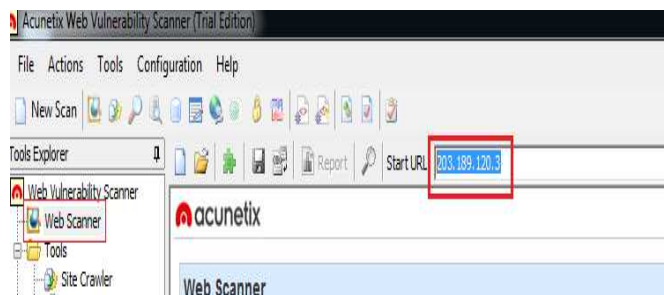 Acunetix Web Vulnerability Scanner (Trial Edition)
File Actions Tools Configuration Help
New Scan
Tools Explorer
Report Start URL 203.189.120.3
Web Vulnerability Scanner
Web Scanner
Tools
Site Crawler
acunetix
Web Scanner